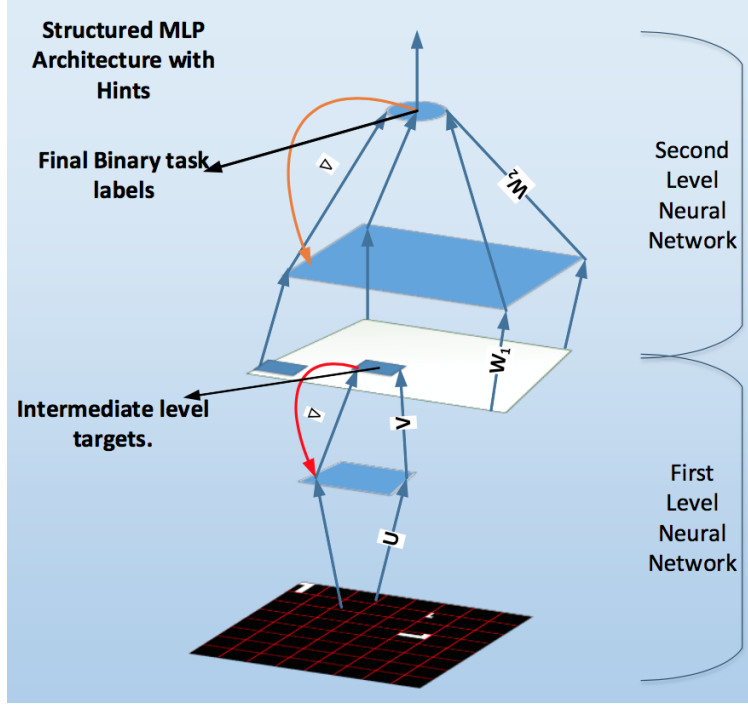 Structured MLP
Architecture with
Hints
Final Binary task
labels
Δ
W2
Second
Level
Neural
Network
W1
Intermediate level
targets.
Δ
V
U
First
Level
Neural
Network